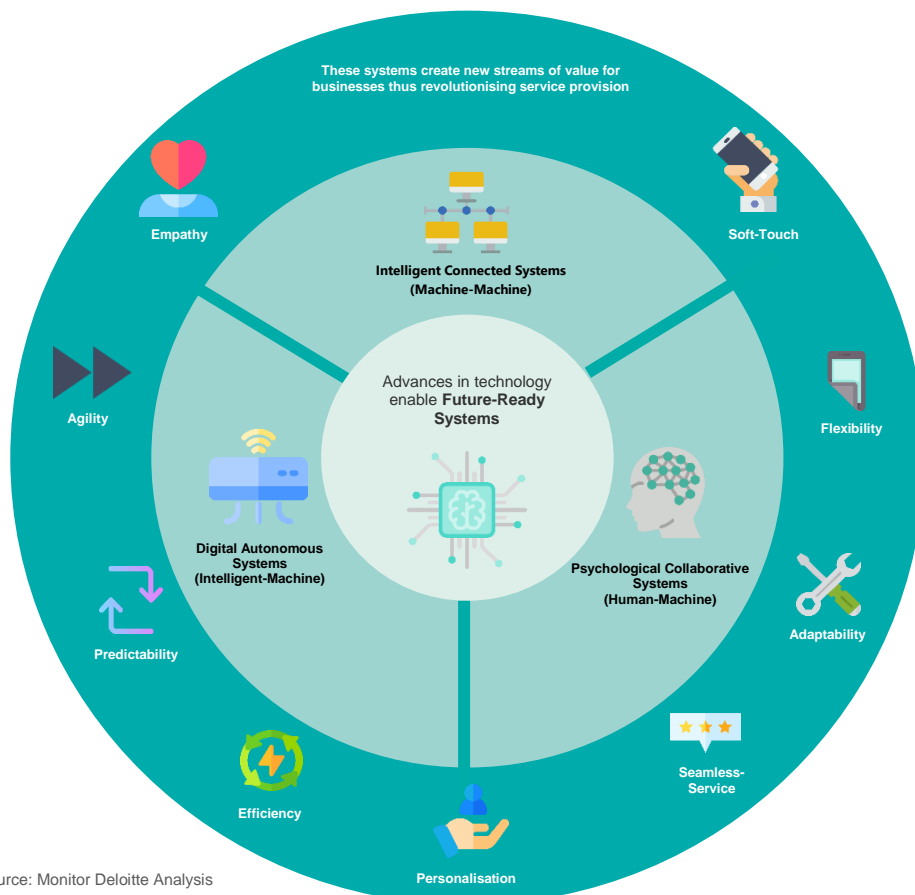 These systems create new streams of value for
businesses thus revolutionising service provision
Empathy
Soft-Touch
Intelligent Connected Systems
(Machine-Machine)
Advances in technology
enable Future-Ready
Systems
Agility
Flexibility
Digital Autonomous
Systems
(Intelligent-Machine)
Psychological Collaborative
Systems
(Human-Machine)
Predictability
Adaptability
Seamless-
Service
Efficiency
Personalisation
urce: Monitor Deloitte Analysis